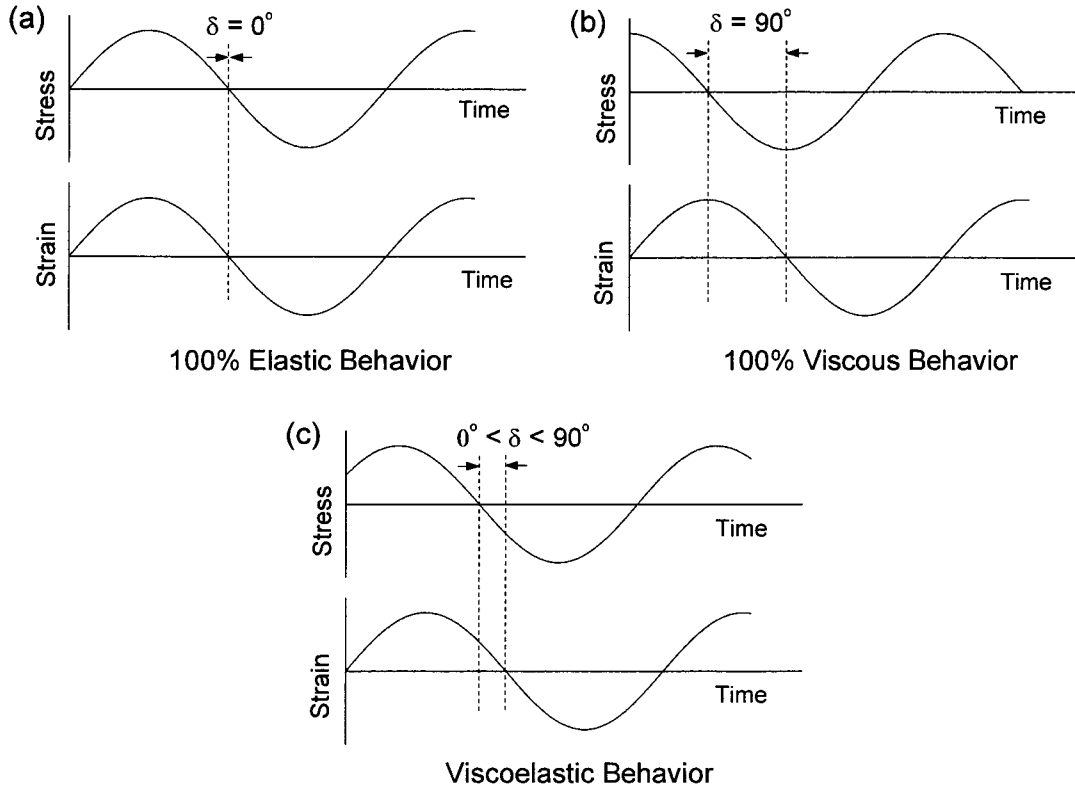 (a)
δ = 0°
Stress
Time
Strain
Time
100% Elastic Behavior
(b)
δ = 90°
Stress
Time
Strain
Time
100% Viscous Behavior
(c)
0° < δ < 90°
Stress
Time
Strain
Time
Viscoelastic Behavior